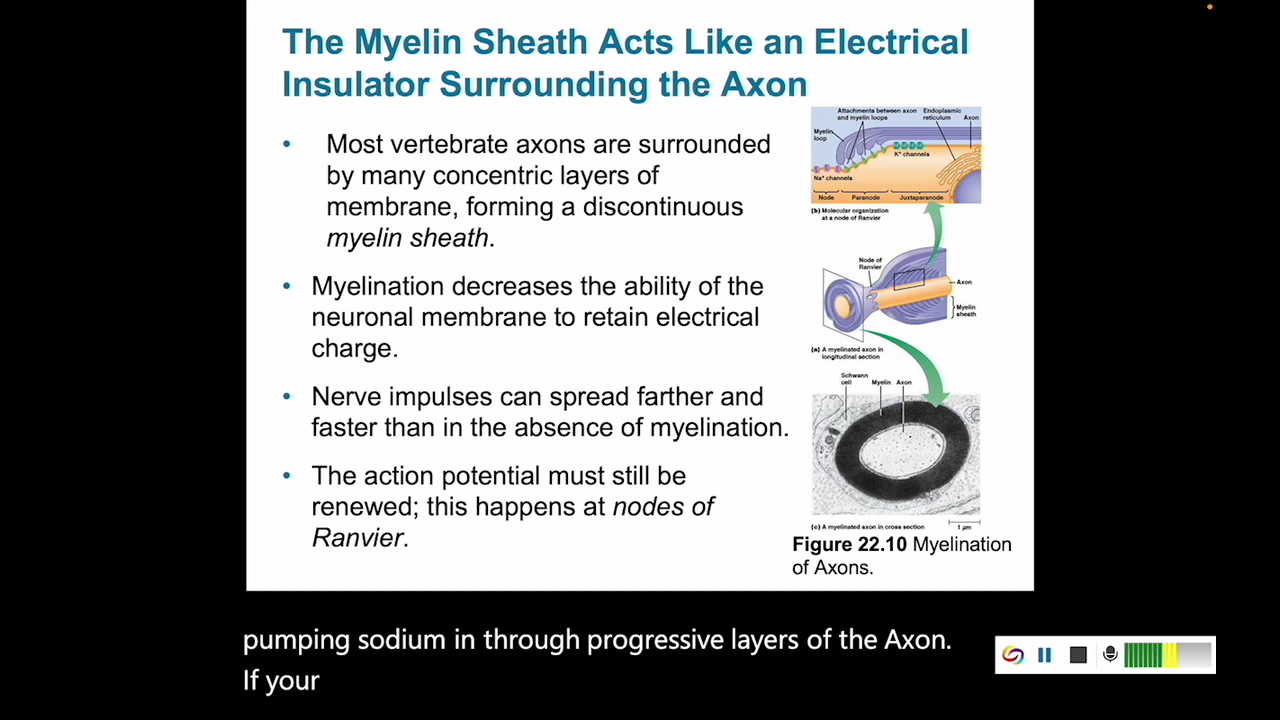 The Myelin Sheath Acts Like an Electrical
Insulator Surrounding the Axon
• Most vertebrate axons are surrounded
by many concentric layers of
membrane, forming a discontinuous
myelin sheath.
• Myelination decreases the ability of the
neuronal membrane to retain electrical
charge.
• Nerve impulses can spread farther and
faster than in the absence of myelination.
• The action potential must still be
renewed; this happens at nodes of
Ranvier.
Attachments between axon
and myelin loops
Endoplasmic
reticulum
Axon
Myelin
loop
K+ channels
Na+ channels
Node
Paranode
Juxtaparanode
(b) Molecular organization
at a node of Ranvier
Node of
Ranvier
Axon
Myelin
sheath
(a) A myelinated axon in
longitudinal section
Schwann
cell
Myelin
Axon
(c) A myelinated axon in cross section
1 µm
Figure 22.10 Myelination
of Axons.
pumping sodium in through progressive layers of the Axon.
If your